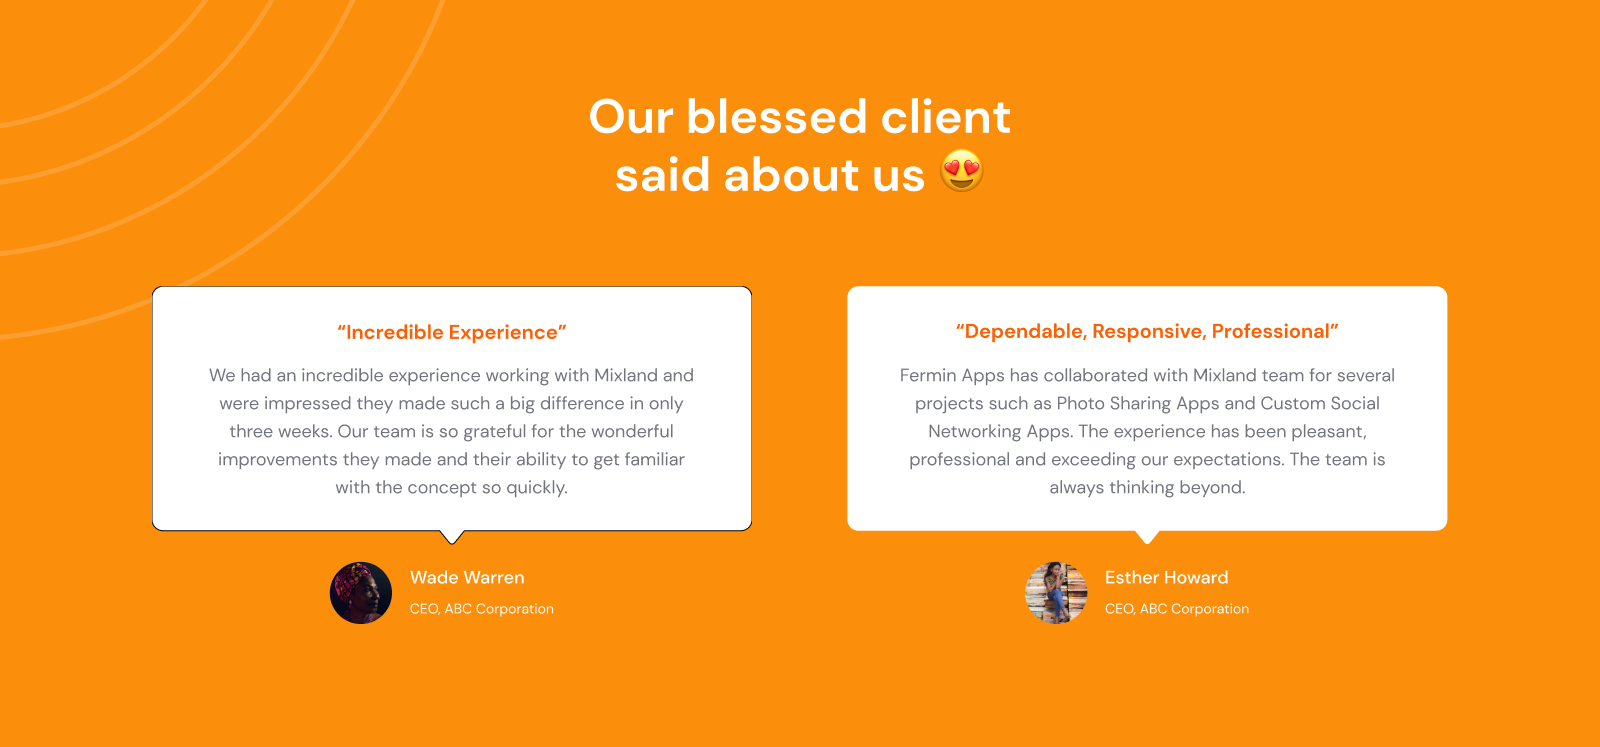 Our blessed client
said about us 😍
“Incredible Experience”
We had an incredible experience working with Mixland and
were impressed they made such a big difference in only
three weeks. Our team is so grateful for the wonderful
improvements they made and their ability to get familiar
with the concept so quickly.
Wade Warren
CEO, ABC Corporation
“Dependable, Responsive, Professional”
Fermin Apps has collaborated with Mixland team for several
projects such as Photo Sharing Apps and Custom Social
Networking Apps. The experience has been pleasant,
professional and exceeding our expectations. The team is
always thinking beyond.
Esther Howard
CEO, ABC Corporation